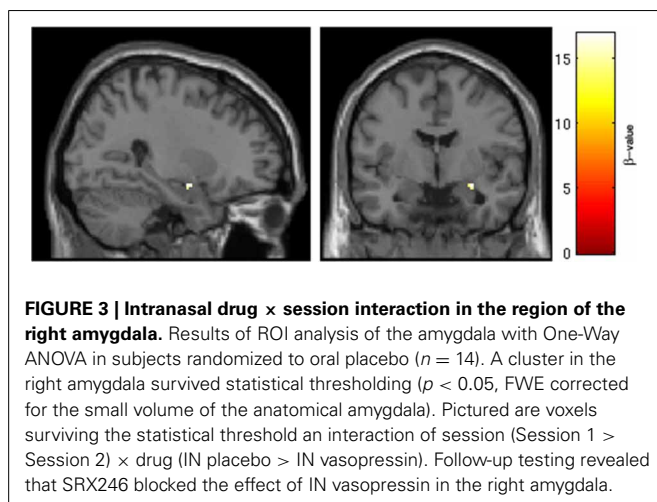 15
10
5
0
β-value
FIGURE 3 | Intranasal drug × session interaction in the region of the
right amygdala. Results of ROI analysis of the amygdala with One-Way
ANOVA in subjects randomized to oral placebo (n = 14). A cluster in the
right amygdala survived statistical thresholding (p < 0.05, FWE corrected
for the small volume of the anatomical amygdala). Pictured are voxels
surviving the statistical threshold an interaction of session (Session 1 >
Session 2) × drug (IN placebo > IN vasopressin). Follow-up testing revealed
that SRX246 blocked the effect of IN vasopressin in the right amygdala.